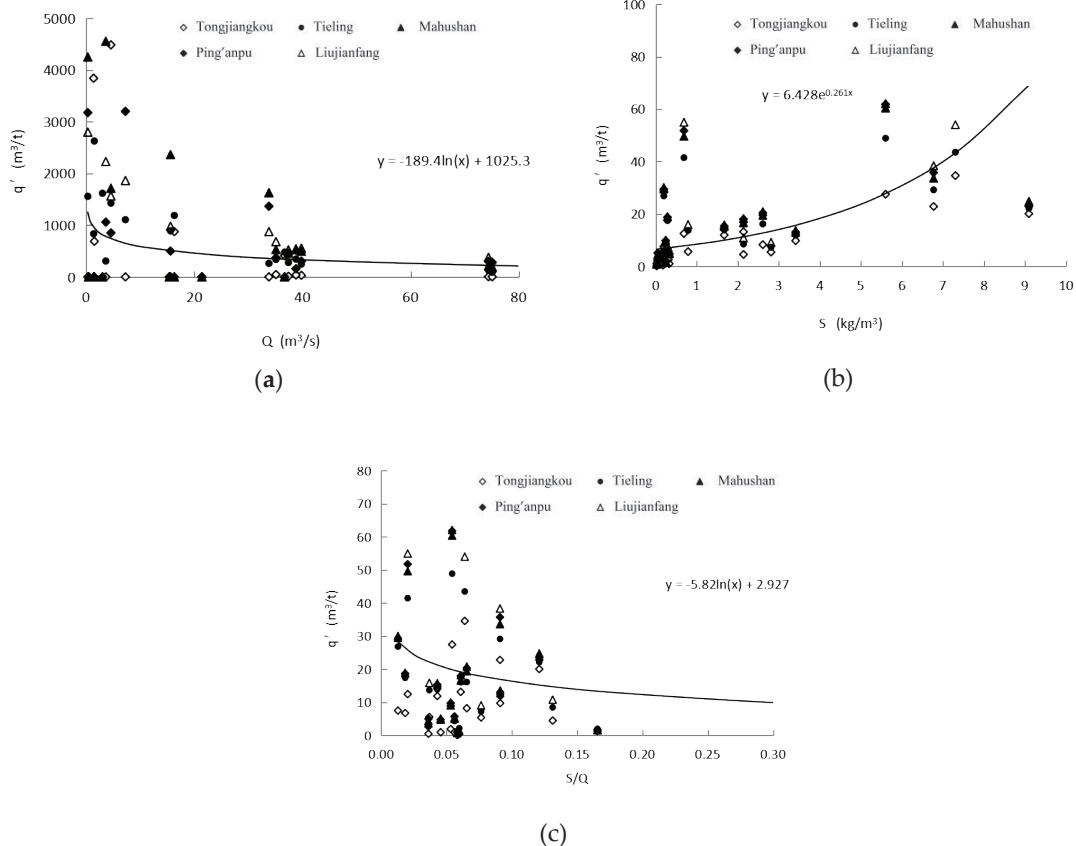 ◇ Tongjiangkou ● Tieling ▲ Mahushan
◆ Ping′anpu △ Liujianfang
5000
4000
3000
2000
1000
0
q′ (m³/t)
y = -189.4ln(x) + 1025.3
0 20 40 60 80
Q (m³/s)
(a)
◇ Tongjiangkou ● Tieling ▲ Mahushan
◆ Ping′anpu △ Liujianfang
100
80
60
40
20
0
q′ (m³/t)
y = 6.428e^0.261x
0 1 2 3 4 5 6 7 8 9 10
S (kg/m³)
(b)
◇ Tongjiangkou ● Tieling ▲ Mahushan
◆ Ping′anpu △ Liujianfang
80
70
60
50
40
30
20
10
0
q′ (m³/t)
y = -5.82ln(x) + 2.927
0.00 0.05 0.10 0.15 0.20 0.25 0.30
S/Q
(c)